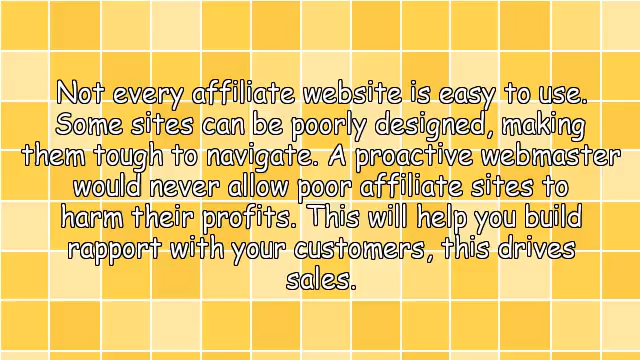 Not every affiliate website is easy to use.
Some sites can be poorly designed, making
them tough to navigate. A proactive webmaster
would never allow poor affiliate sites to
harm their profits. This will help you build
rapport with your customers, this drives
sales.